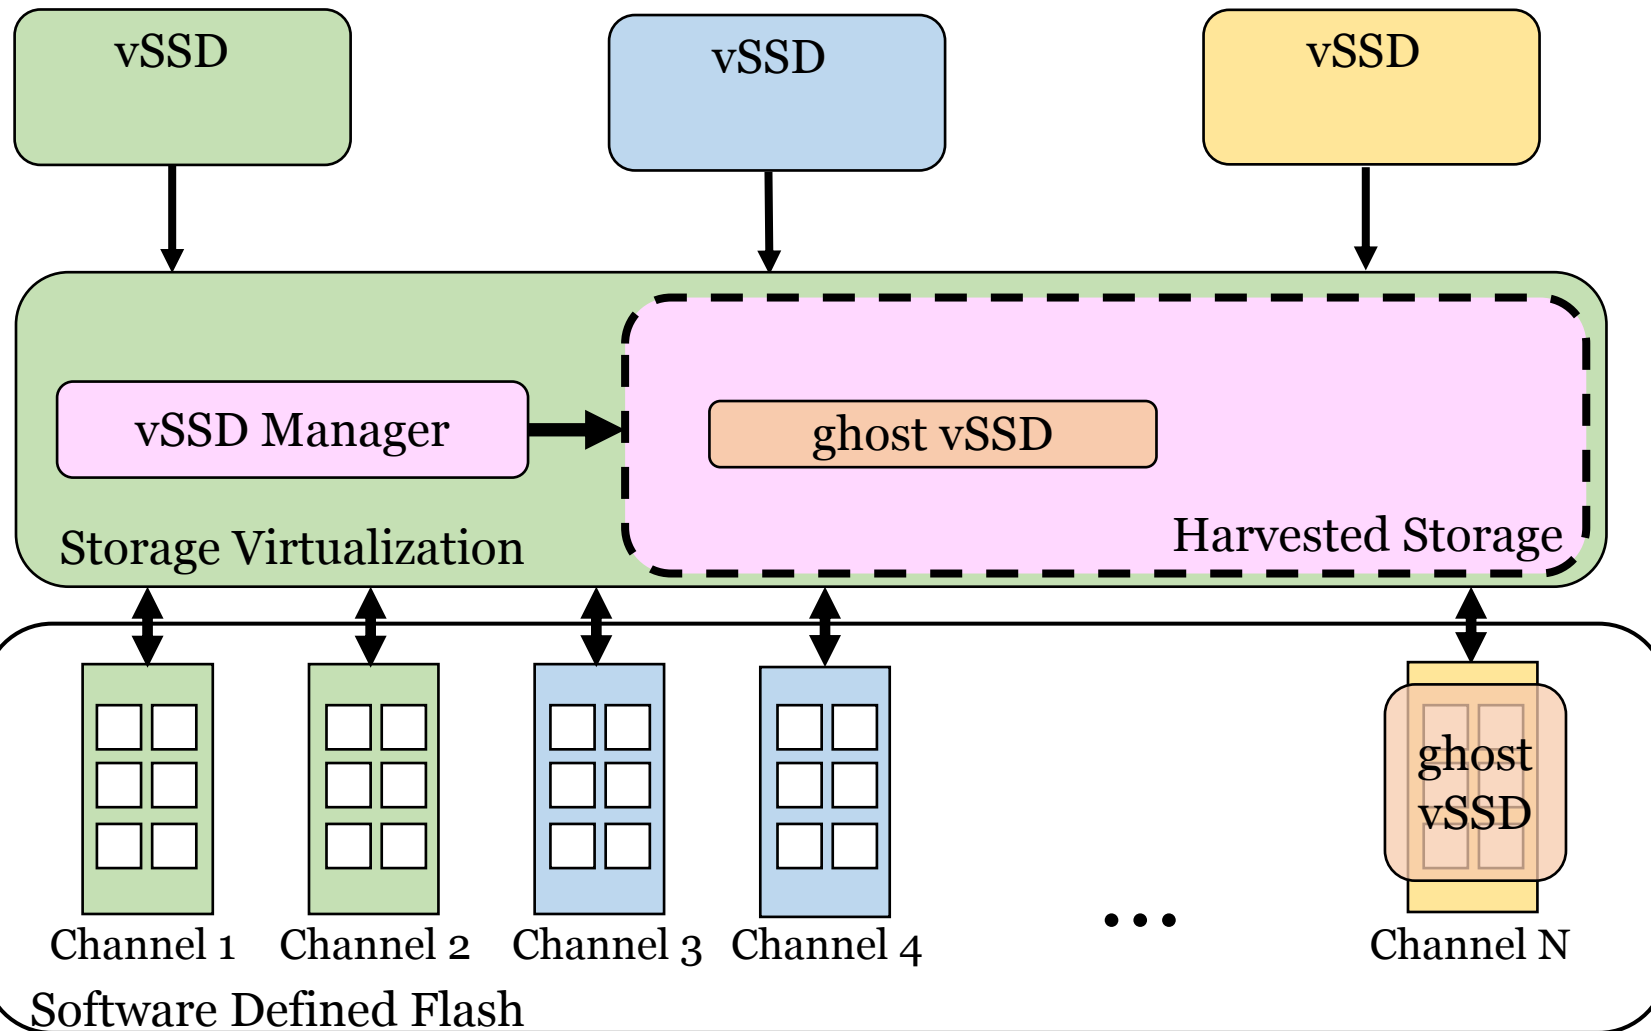 vSSD
vSSD
vSSD
vSSD Manager
ghost vSSD
Storage Virtualization
Harvested Storage
ghost
vSSD
Channel 1
Channel 2
Channel 3
Channel 4
...
Channel N
Software Defined Flash